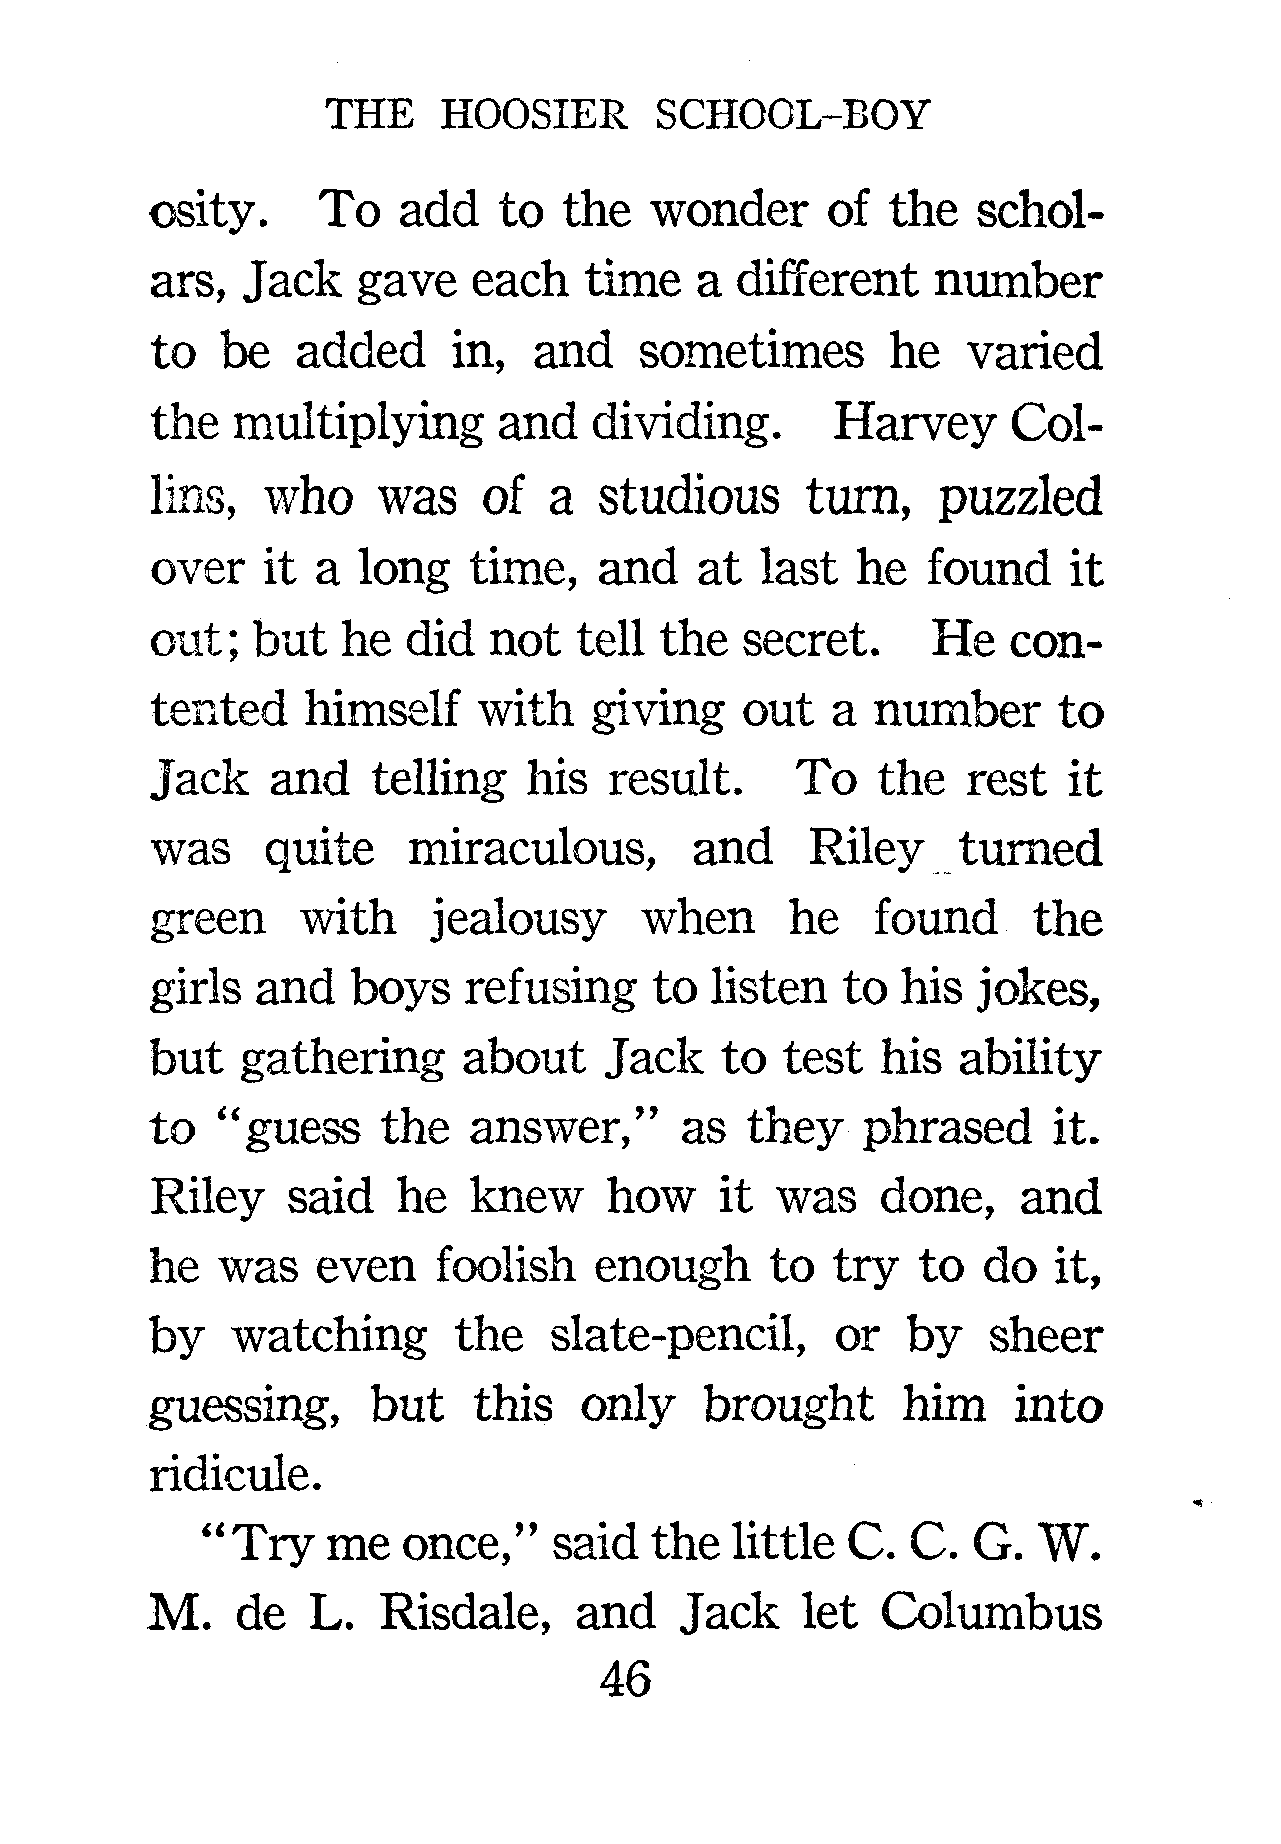 THE HOOSIER SCHOOL-BOY
osity. To add to the wonder of the schol-
ars, Jack gave each time a different number
to be added in, and sometimes he varied
the multiplying and dividing. Harvey Col-
lins, who was of a studious turn, puzzled
over it a long time, and at last he found it
out; but he did not tell the secret. He con-
tented himself with giving out a number to
Jack and telling his result. To the rest it
was quite miraculous, and Riley turned
green with jealousy when he found the
girls and boys refusing to listen to his jokes,
but gathering about Jack to test his ability
to "guess the answer," as they phrased it.
Riley said he knew how it was done, and
he was even foolish enough to try to do it,
by watching the slate-pencil, or by sheer
guessing, but this only brought him into
ridicule.
"Try me once," said the little C. C. G. W.
M. de L. Risdale, and Jack let Columbus
46